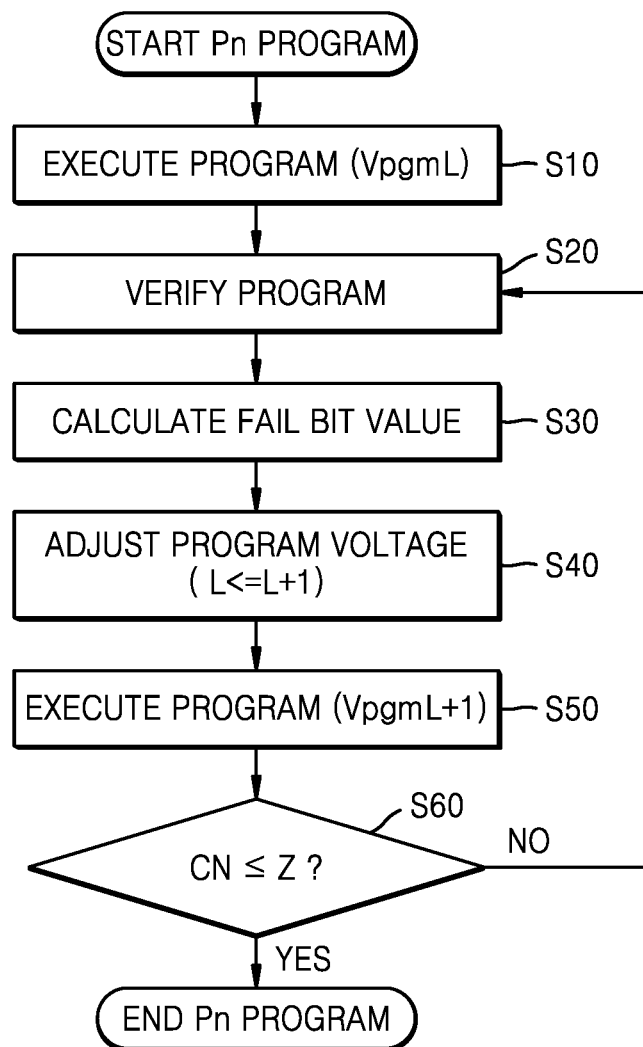 START Pn PROGRAM
EXECUTE PROGRAM (VpgmL)
S10
VERIFY PROGRAM
S20
CALCULATE FAIL BIT VALUE
S30
ADJUST PROGRAM VOLTAGE
( L<=L+1)
S40
EXECUTE PROGRAM (VpgmL+1)
S50
S60
CN ≤ Z ?
NO
YES
END Pn PROGRAM